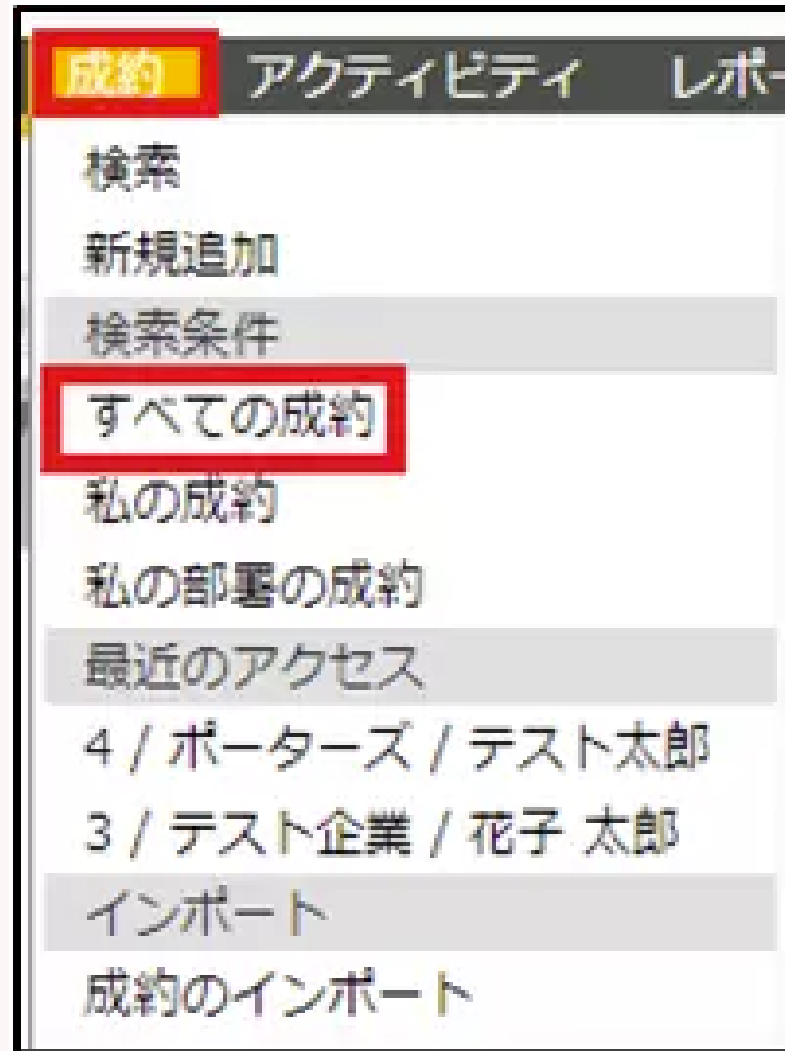 成約 アクティビティ レポー
検索
新規追加
検索条件
すべての成約
私の成約
私の部署の成約
最近のアクセス
4 / ポーターズ / テスト太郎
3 / テスト企業 / 花子 太郎
インポート
成約のインポート